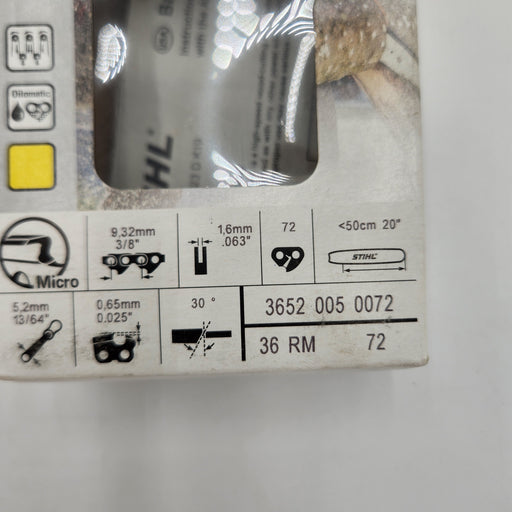 Oilomatic
STIHL
9,32mm
3/8"
1,6mm
.063"
72
<50cm 20"
STIHL
Micro
5.2mm
13/64"
0,65mm
0.025"
30 °
3652 005 0072
36 RM 72